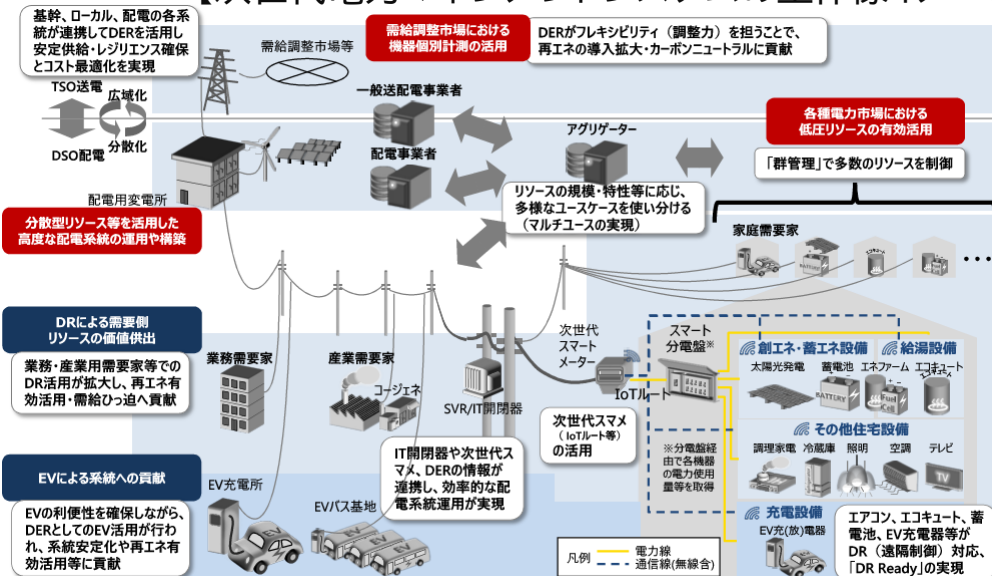 基幹、ローカル、配電の各系
統が連携してDERを活用し
安定供給・レジリエンス確保
とコスト最適化を実現
需給調整市場等
需給調整市場における
機器個別計測の活用
DERがフレキシビリティ（調整力）を担うことで、
再エネの導入拡大・カーボンニュートラルに貢献
TSO送電
広域化
分散化
DSO配電
一般送配電事業者
配電事業者
アグリゲーター
各種電力市場における
低圧リソースの有効活用
「群管理」で多数のリソースを制御
配電用変電所
リソースの規模・特性等に応じ、
多様なユースケースを使い分ける
（マルチユースの実現）
分散型リソース等を活用した
高度な配電系統の運用や構築
家庭需要家
BATTERY
エコキュート
・・・
DRによる需要側
リソースの価値供出
業務・産業用需要家等での
DR活用が拡大し、再エネ有
効活用・需給ひっ迫へ貢献
業務需要家
産業需要家
コージェネ
SVR/IT開閉器
次世代
スマート
メーター
IoTルート
スマート
分電盤※
創エネ・蓄エネ設備
給湯設備
太陽光発電
蓄電池
エネファーム
エコキュート
BATTERY
Fuel
Cell
エコキュート
次世代スマメ
（IoTルート等）
の活用
その他住宅設備
調理家電
冷蔵庫
照明
空調
テレビ
TV
※分電盤経
由で各機器
の電力使用
量等を取得
IT開閉器や次世代ス
マメ、DERの情報が
連携し、効率的な配
電系統運用が実現
EVによる系統への貢献
EVの利便性を確保しながら、
DERとしてのEV活用が行わ
れ、系統安定化や再エネ有
効活用等に貢献
EV充電所
EVバス基地
充電設備
EV充(放)電器
エアコン、エコキュート、蓄
電池、EV充電器等が
DR（遠隔制御）対応、
「DR Ready」の実現
凡例
電力線
通信線(無線含)